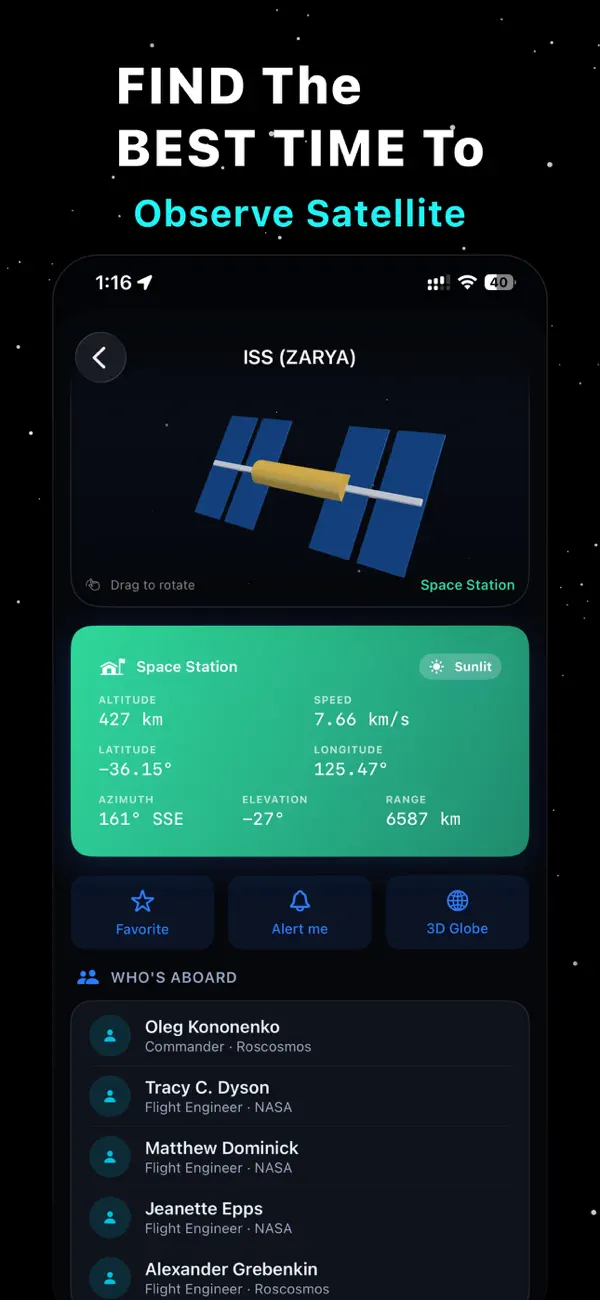 FIND The
BEST TIME To
Observe Satellite
1:16
40
ISS (ZARYA)
Drag to rotate
Space Station
Space Station
Sunlit
ALTITUDE
SPEED
427 km
7.66 km/s
LATITUDE
LONGITUDE
−36.15°
125.47°
AZIMUTH
ELEVATION
RANGE
161° SSE
−27°
6587 km
Favorite
Alert me
3D Globe
WHO'S ABOARD
Oleg Kononenko
Commander · Roscosmos
Tracy C. Dyson
Flight Engineer · NASA
Matthew Dominick
Flight Engineer · NASA
Jeanette Epps
Flight Engineer · NASA
Alexander Grebenkin
Flight Engineer · Roscosmos